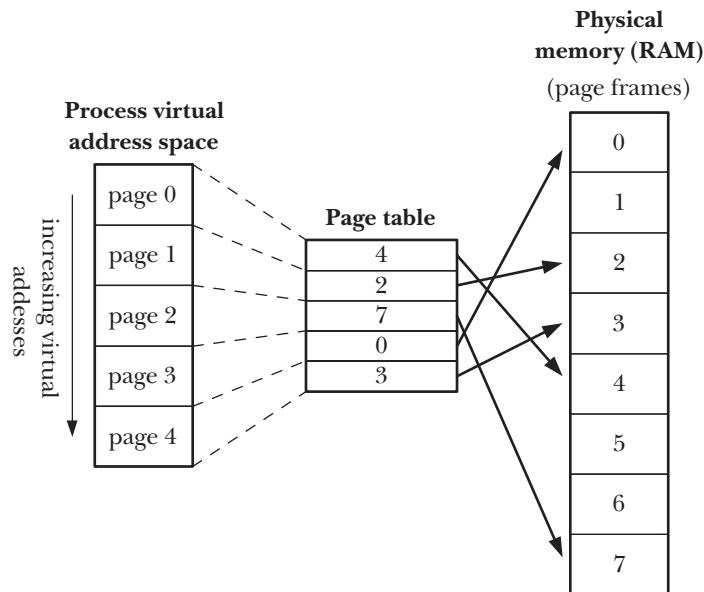 Physical
memory (RAM)
(page frames)
Process virtual
address space
increasing virtual
addesses
page 0
page 1
page 2
page 3
page 4
Page table
4
2
7
0
3
0
1
2
3
4
5
6
7